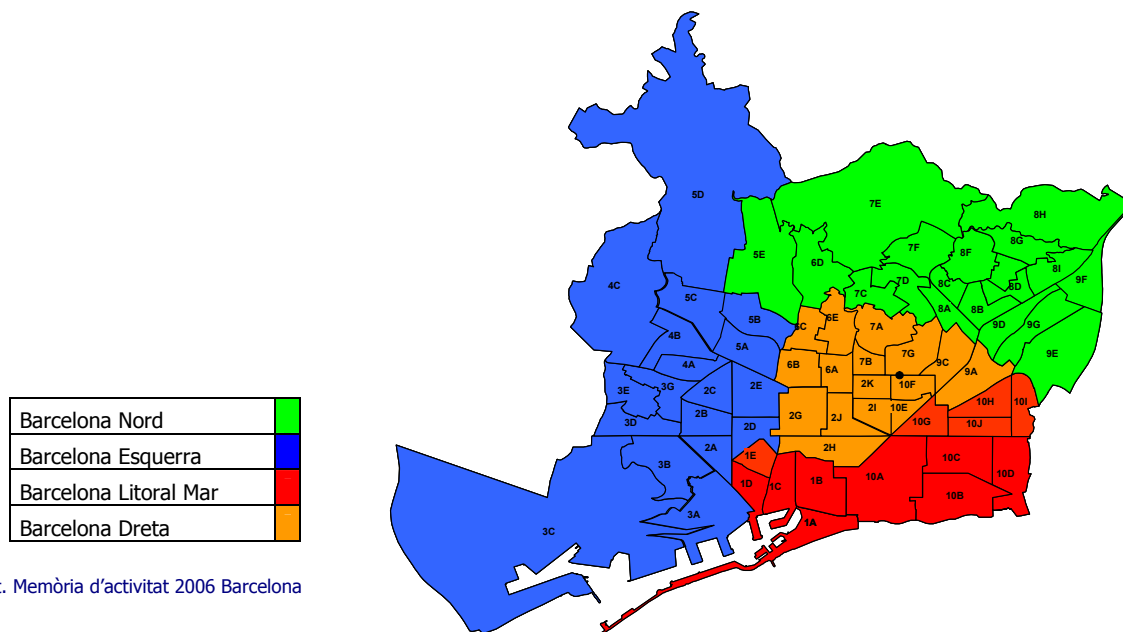 Barcelona Nord
Barcelona Esquerra
Barcelona Litoral Mar
Barcelona Dreta
. Memòria d'activitat 2006 Barcelona
5D
7E
8H
8G
7F
8F
5E
6D
8I
9F
7D
8C
8D
4C
5C
7C
8A
8B
5B
6C
6E
7A
9D
9G
4B
5A
7G
9C
9E
4A
6B
6A
7B
9A
3E
3G
2C
2E
2K
10F
10H
10I
3D
2B
2D
2G
2J
2I
10E
10G
10J
2A
2H
1E
10C
3B
1D
1C
1B
10A
10D
10B
3A
1A
3C